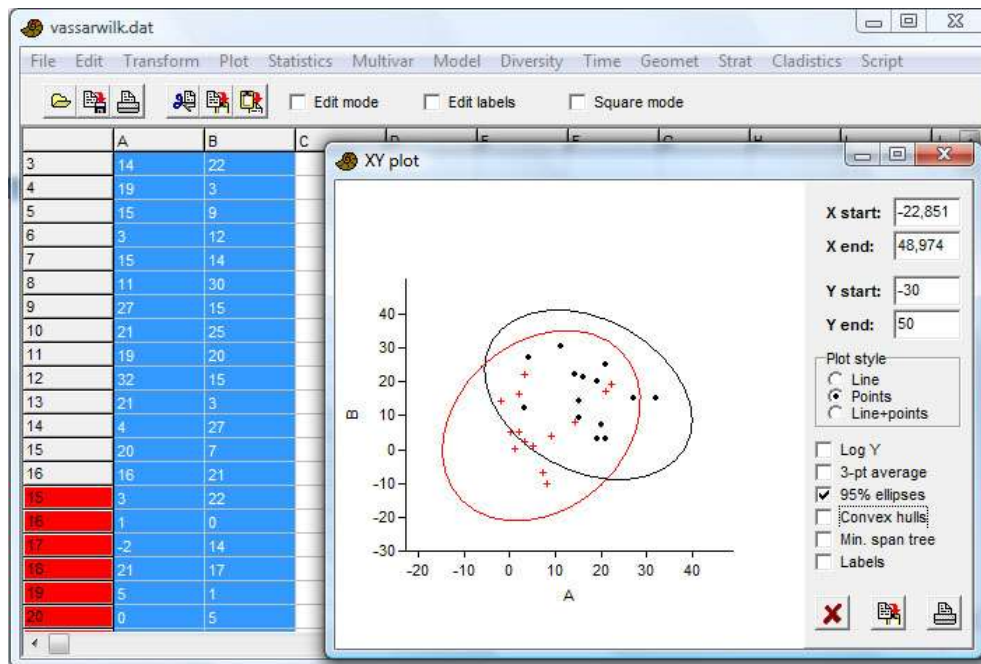 vassarwilk.dat
File Edit Transform Plot Statistics Multivar Model Diversity Time Geomet Strat Cladistics Script
Edit mode Edit labels Square mode
A B C
3 14 22
4 19 3
5 15 9
6 3 12
7 15 14
8 11 30
9 27 15
10 21 25
11 19 20
12 32 15
13 21 3
14 4 27
15 20 7
16 16 21
15 3 22
16 1 0
17 -2 14
18 21 17
19 5 1
20 0 5
XY plot
40
30
20
10
0
-10
-20
-30
B
-20 -10 0 10 20 30 40
A
X start: -22,851
X end: 48,974
Y start: -30
Y end: 50
Plot style
Line
Points
Line+points
Log Y
3-pt average
95% ellipses
Convex hulls
Min. span tree
Labels